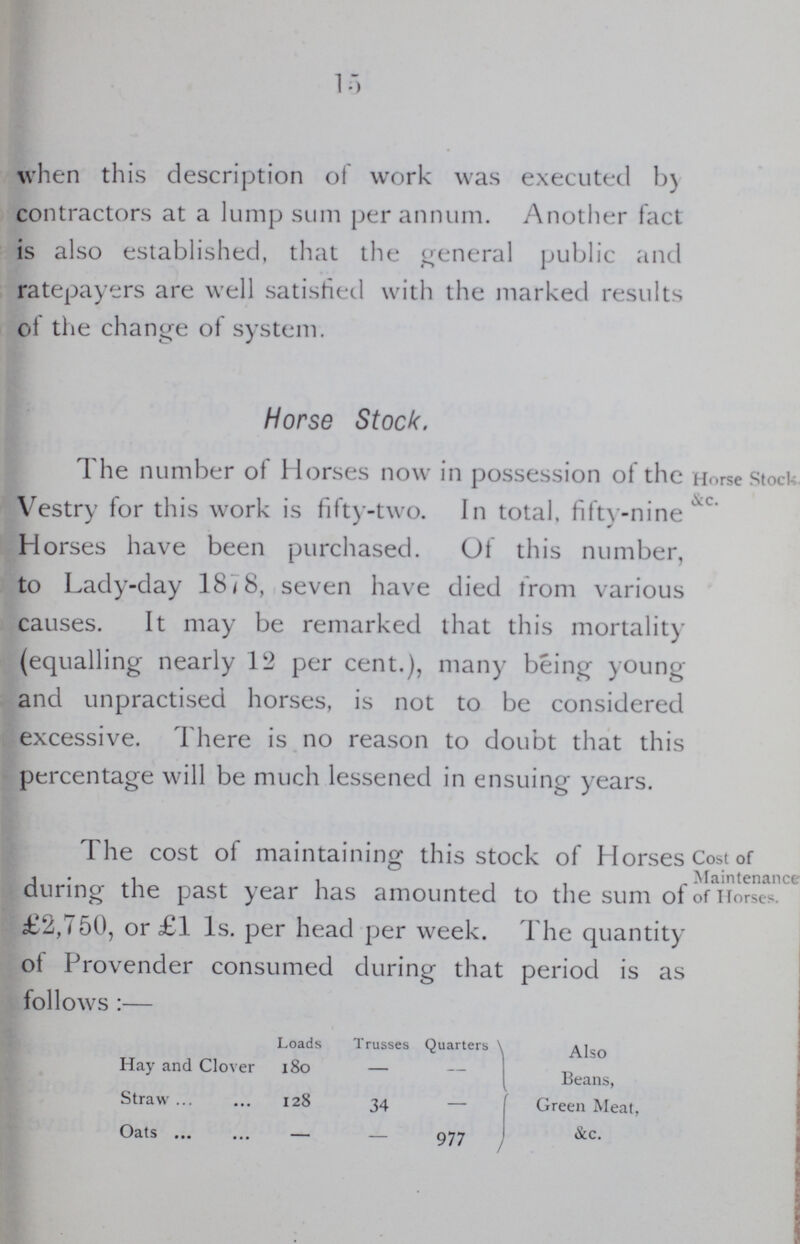 15
when this description of work was executed by
contractors at a lump sum per annum. Another fact
is also established, that the general public and
ratepayers are well satisfied with the marked results
of the change of system.
Horse Stock.
The number of Horses now in possession of the
Vestry for this work is fifty-two. In total, fifty-nine
Horses have been purchased. Of this number,
to Lady-day 1878, seven have died from various
causes. It may be remarked that this mortality
(equalling nearly 12 per cent.), many being young
and unpractised horses, is not to be considered
excessive. There is no reason to doubt that this
percentage will be much lessened in ensuing years.
Horse Stock
&c.
The cost of maintaining this stock of Horses
during the past year has amounted to the sum of
£2,750, or £1 1s. per head per week. The quantity
of Provender consumed during that period is as
follows :—
Cost of
Maintenance
of Horses.
Loads Trusses Quarters
Hay and Clover 180 — —
Straw ... ... 128 34 —
Oats ... ... — — 977
Also
Beans,
Green Meat,
&c.